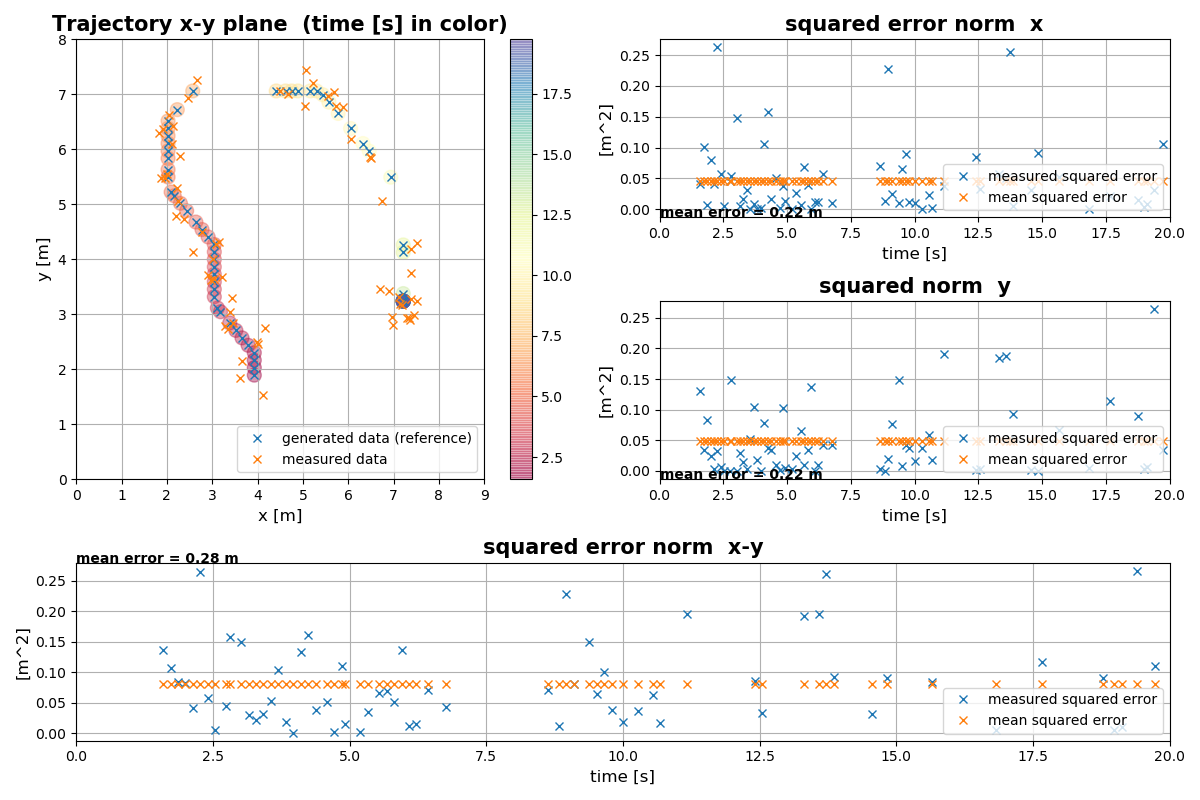 Trajectory x-y plane  (time [s] in color)
8
7
6
5
4
3
2
1
0
y [m]
0 1 2 3 4 5 6 7 8 9
x [m]
generated data (reference)
measured data
17.5
15.0
12.5
10.0
7.5
5.0
2.5
squared error norm  x
0.25
0.20
0.15
0.10
0.05
0.00
[m^2]
measured squared error
mean squared error
mean error = 0.22 m
0.0 2.5 5.0 7.5 10.0 12.5 15.0 17.5 20.0
time [s]
squared norm  y
0.25
0.20
0.15
0.10
0.05
0.00
[m^2]
measured squared error
mean squared error
mean error = 0.22 m
0.0 2.5 5.0 7.5 10.0 12.5 15.0 17.5 20.0
time [s]
squared error norm  x-y
mean error = 0.28 m
0.25
0.20
0.15
0.10
0.05
0.00
[m^2]
measured squared error
mean squared error
0.0 2.5 5.0 7.5 10.0 12.5 15.0 17.5 20.0
time [s]